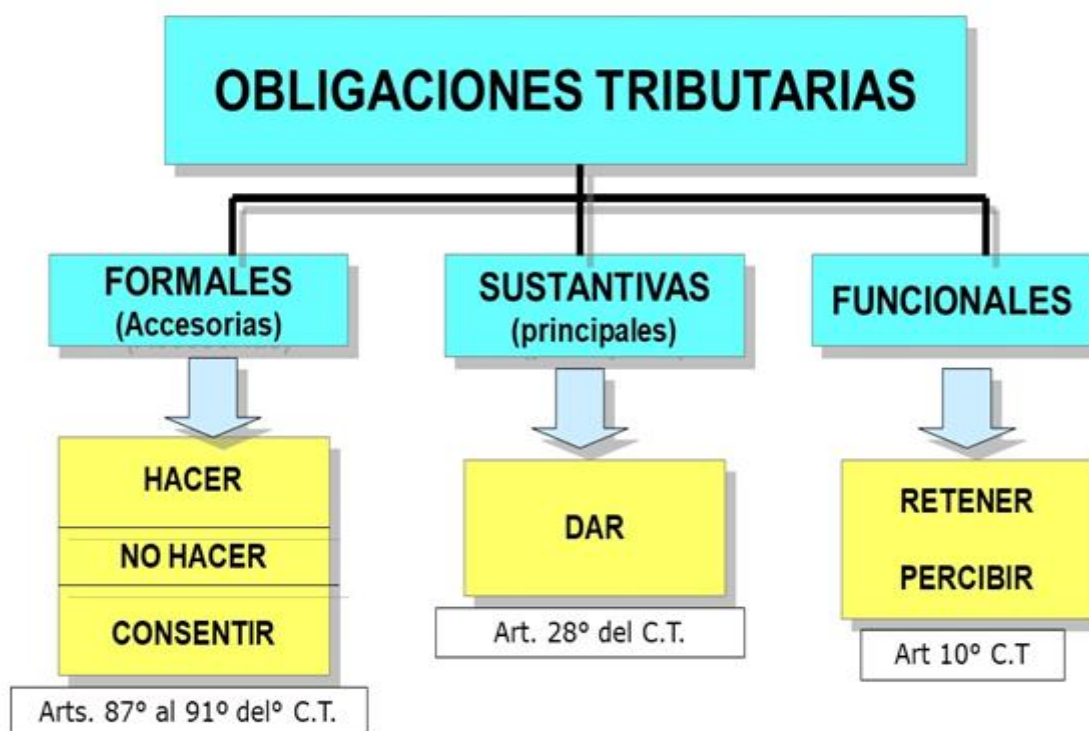 OBLIGACIONES TRIBUTARIAS
FORMALES
(Accesorias)
HACER
NO HACER
CONSENTIR
Arts. 87° al 91º del° C.T.
SUSTANTIVAS
(principales)
DAR
Art. 28° del C.T.
FUNCIONALES
RETENER
PERCIBIR
Art 10° C.T